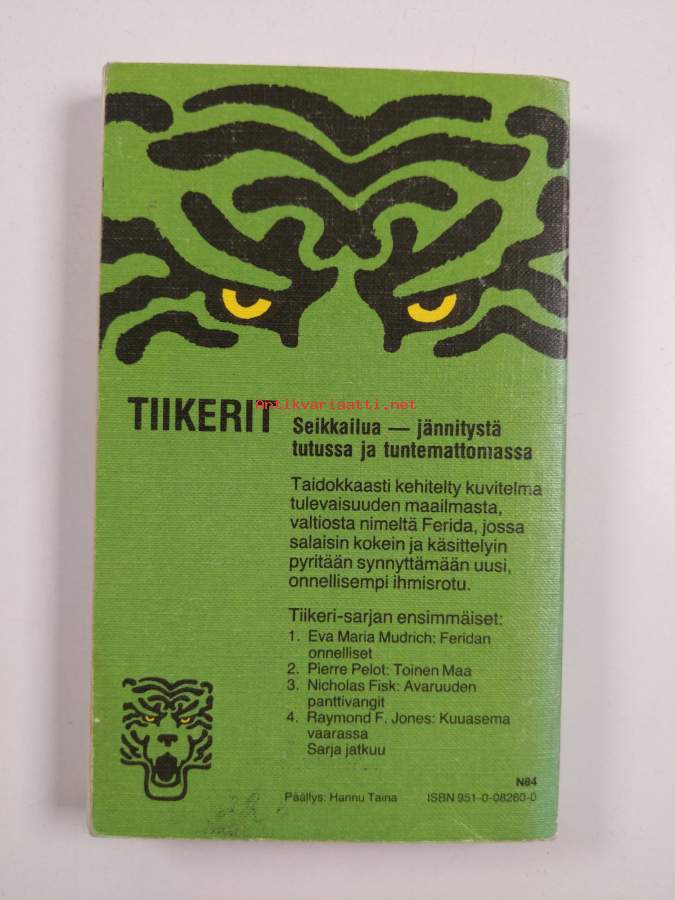 Antikvariaatti.net
TIIKERIT
Seikkailua — jännitystä
tutussa ja tuntemattomassa
Taidokkaasti kehitelty kuvitelma
tulevaisuuden maailmasta,
valtiosta nimeltä Ferida, jossa
salaisin kokein ja käsittelyin
pyritään synnyttämään uusi,
onnellisempi ihmisrotu.
Tiikeri-sarjan ensimmäiset:
1. Eva Maria Mudrich: Feridan
onnelliset
2. Pierre Pelot: Toinen Maa
3. Nicholas Fisk: Avaruuden
panttivangit
4. Raymond F. Jones: Kuuasema
vaarassa
Sarja jatkuu
N84
Päällys: Hannu Taina ISBN 951-0-08260-0